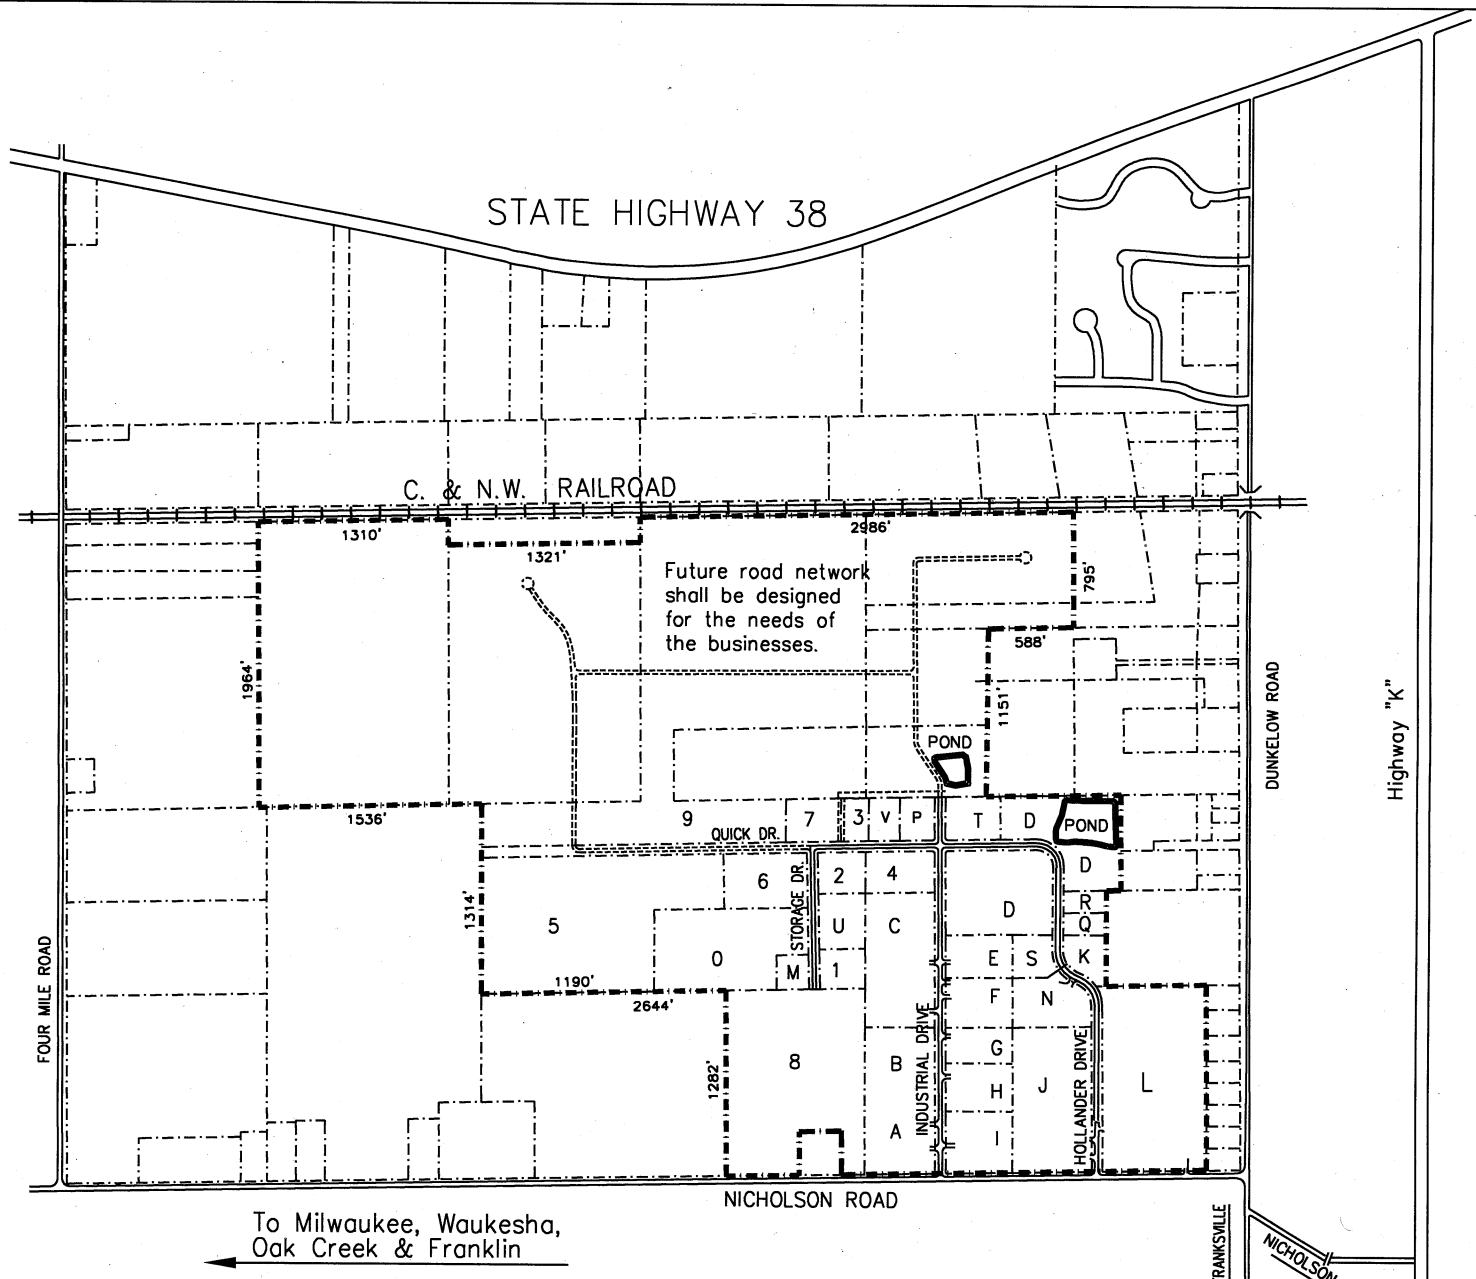 STATE HIGHWAY 38
C. & N.W. RAILROAD
1310'
1321'
2986'
795'
588'
1151'
1964'
1536'
1314'
1190'
2644'
1282'
Future road network
shall be designed
for the needs of
the businesses.
POND
POND
9
7
3
V
P
T
D
QUICK DR.
6
2
4
D
5
STORAGE DR.
U
C
D
R
Q
O
M
1
E
S
K
F
N
8
B
A
INDUSTRIAL DRIVE
G
H
I
J
HOLLANDER DRIVE
L
FOUR MILE ROAD
DUNKELOW ROAD
Highway "K"
NICHOLSON ROAD
To Milwaukee, Waukesha,
Oak Creek & Franklin
NICHOLSON